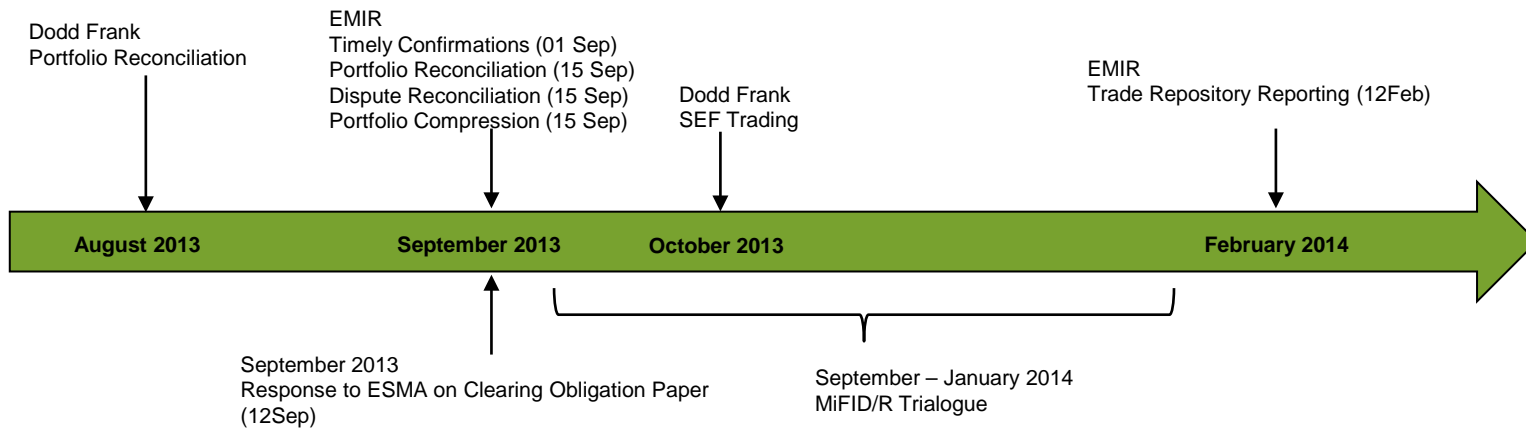 Dodd Frank
Portfolio Reconciliation
EMIR
Timely Confirmations (01 Sep)
Portfolio Reconciliation (15 Sep)
Dispute Reconciliation (15 Sep)
Portfolio Compression (15 Sep)
Dodd Frank
SEF Trading
EMIR
Trade Repository Reporting (12Feb)
August 2013
September 2013
October 2013
February 2014
September 2013
Response to ESMA on Clearing Obligation Paper
(12Sep)
September – January 2014
MiFID/R Trialogue